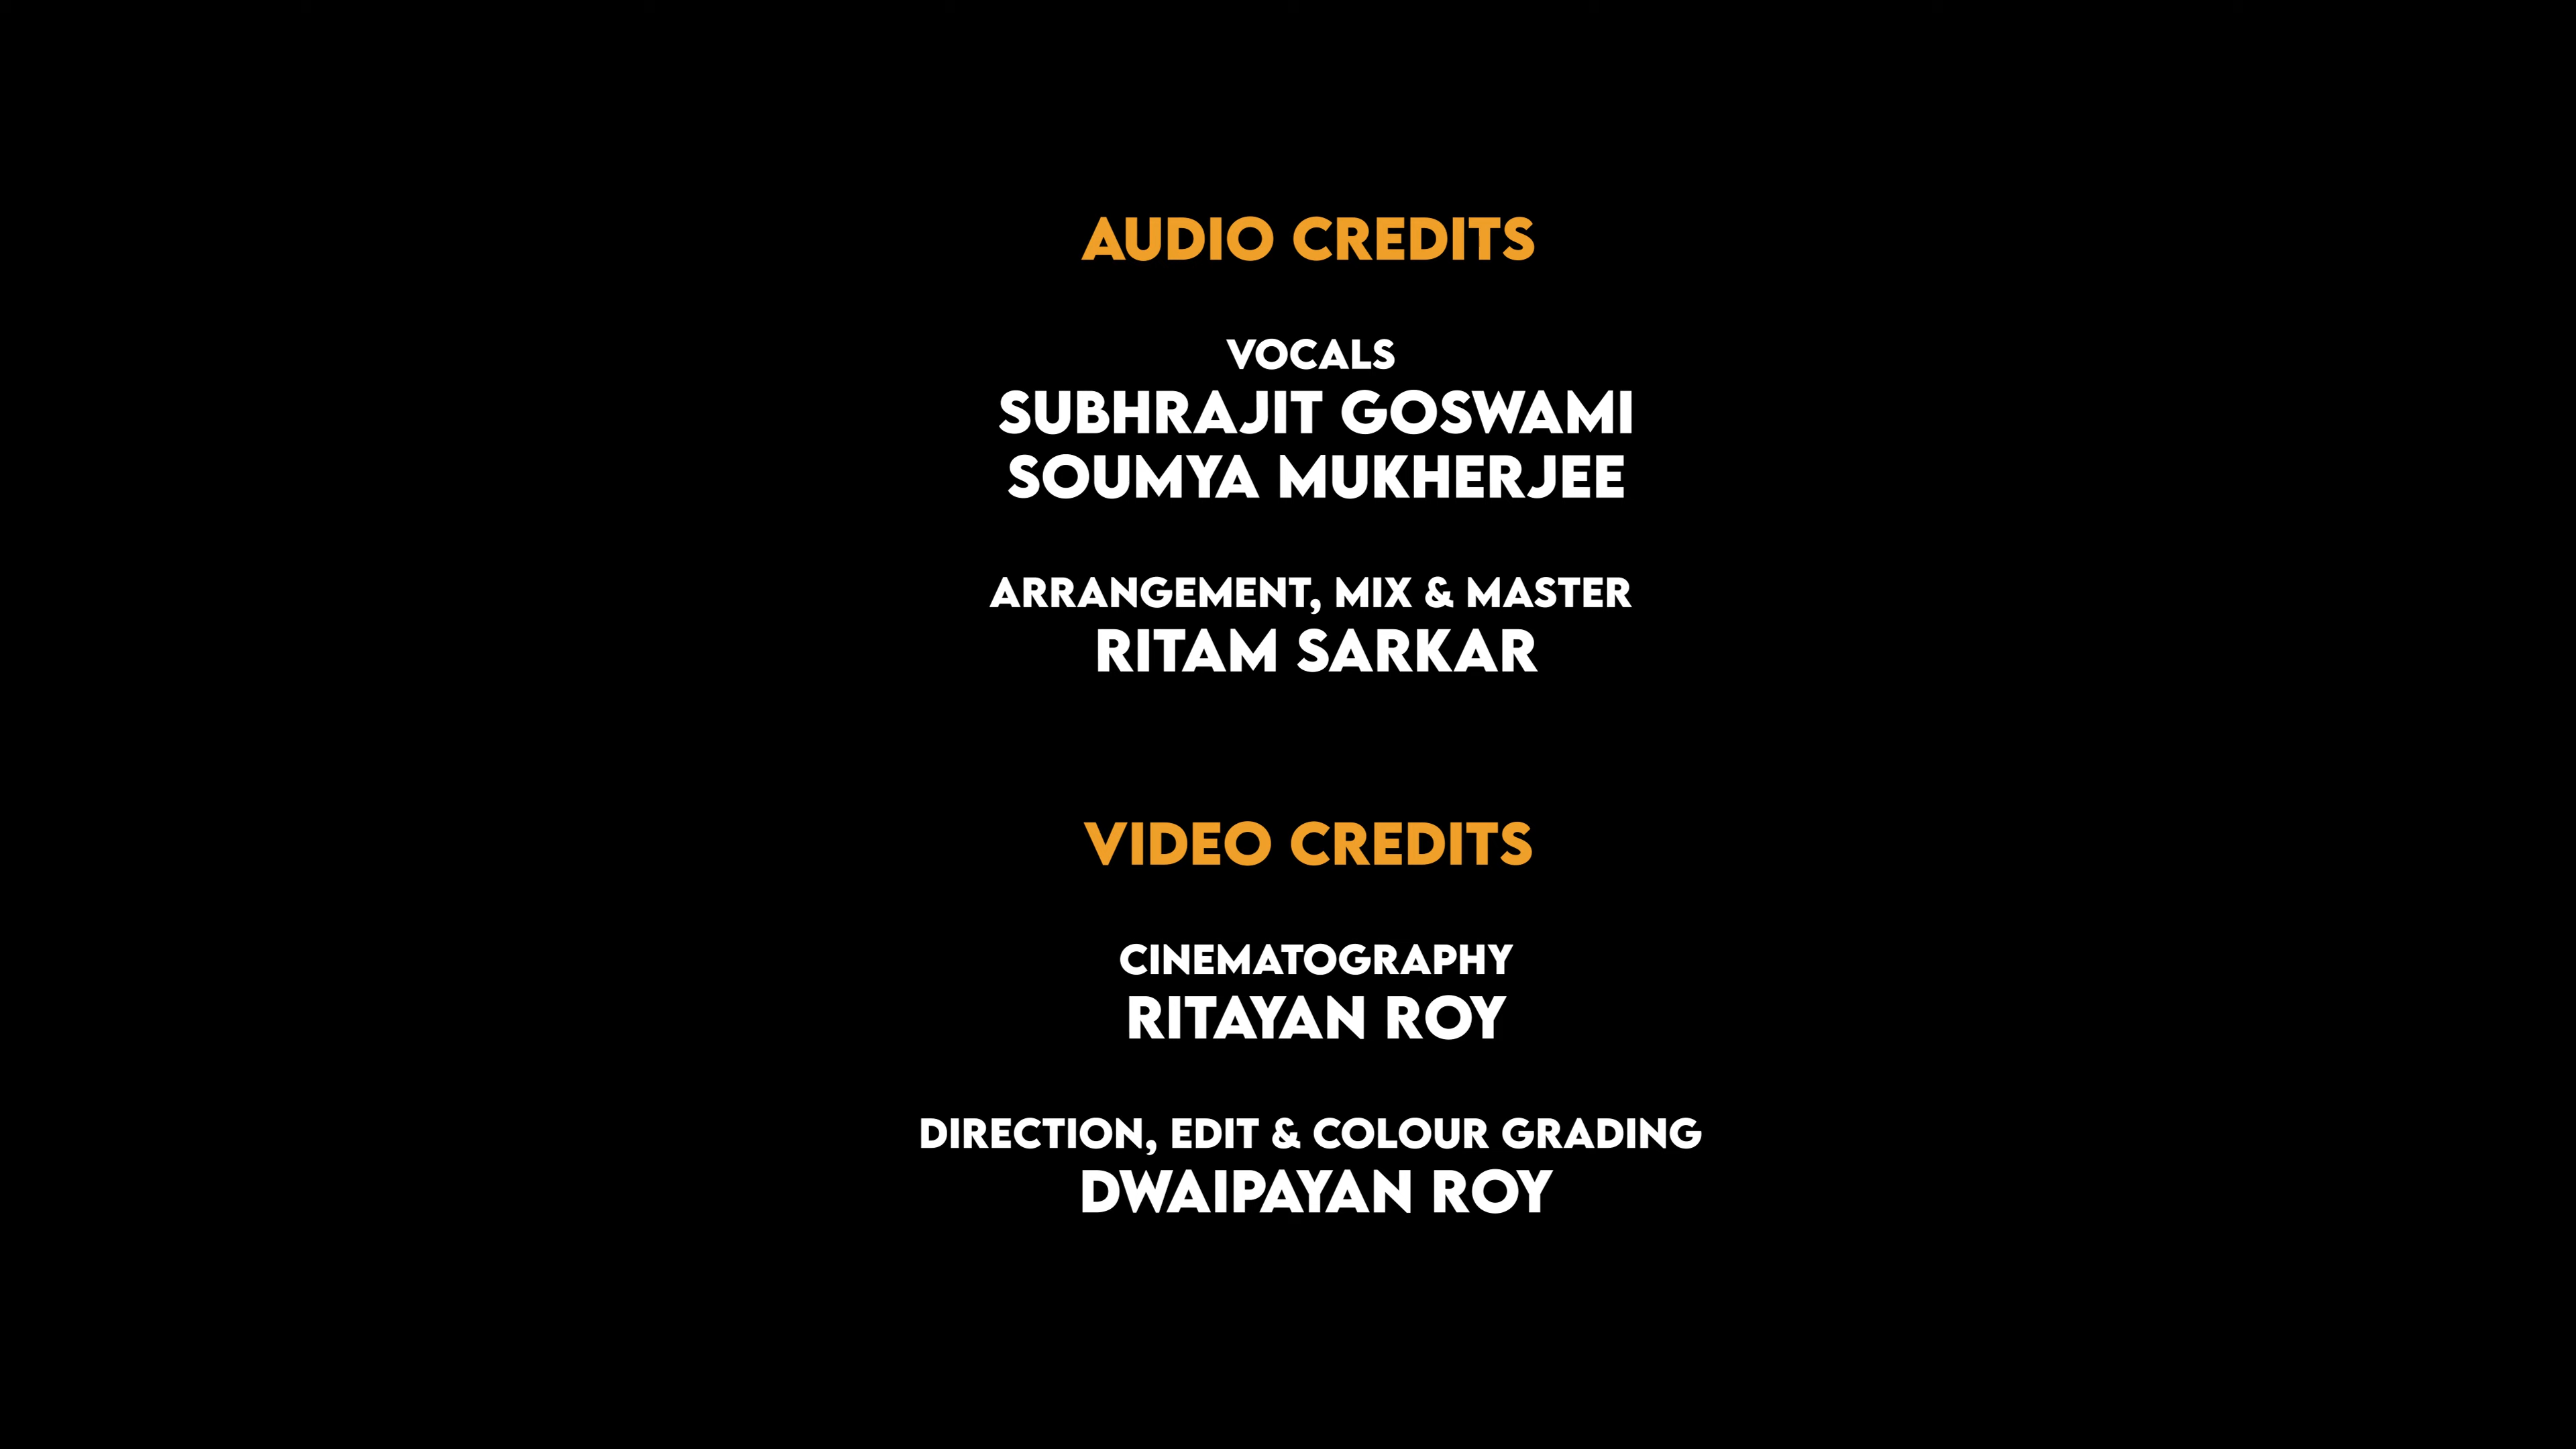 AUDIO CREDITS
VOCALS
SUBHRAJIT GOSWAMI
SOUMYA MUKHERJEE
ARRANGEMENT, MIX & MASTER
RITAM SARKAR
VIDEO CREDITS
CINEMATOGRAPHY
RITAYAN ROY
DIRECTION, EDIT & COLOUR GRADING
DWAIPAYAN ROY